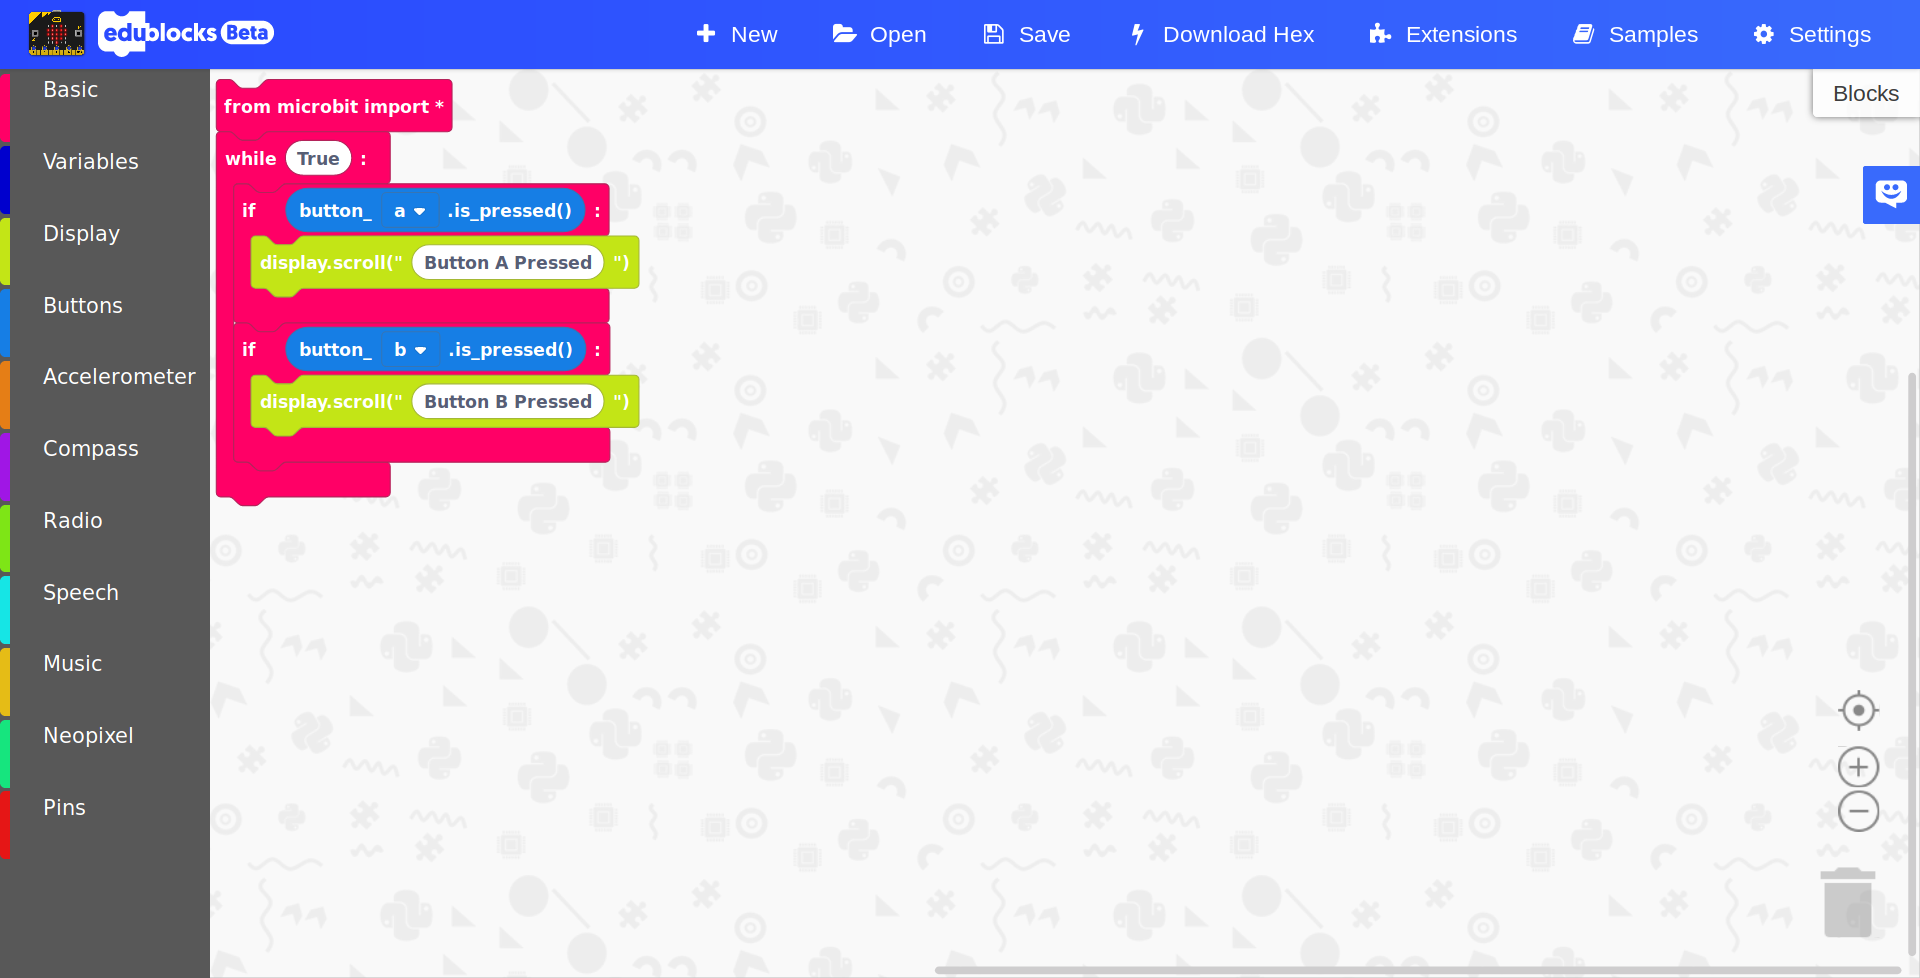 edublocks Beta
New
Open
Save
Download Hex
Extensions
Samples
Settings
Blocks
Basic
Variables
Display
Buttons
Accelerometer
Compass
Radio
Speech
Music
Neopixel
Pins
from microbit import *
while True :
if button_ a .is_pressed() :
display.scroll(" Button A Pressed ")
if button_ b .is_pressed() :
display.scroll(" Button B Pressed ")